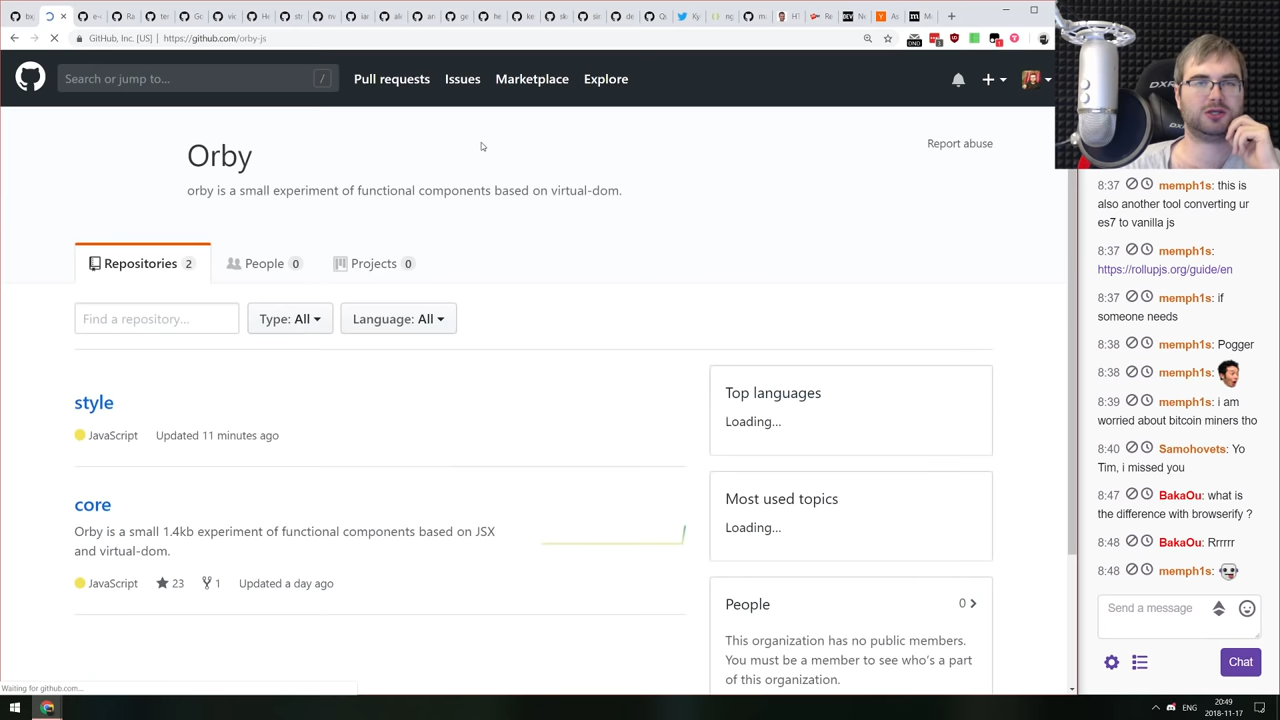 GitHub, Inc. [US] | https://github.com/orby-js
DND
1
1
Search or jump to...
/
Pull requests
Issues
Marketplace
Explore
Orby
Report abuse
orby is a small experiment of functional components based on virtual-dom.
Repositories 2
People 0
Projects 0
Find a repository...
Type: All
Language: All
style
JavaScript Updated 11 minutes ago
core
Orby is a small 1.4kb experiment of functional components based on JSX
and virtual-dom.
JavaScript 23 1 Updated a day ago
Top languages
Loading...
Most used topics
Loading...
People 0
This organization has no public members.
You must be a member to see who's a part
of this organization.
Waiting for github.com...
DXR
8:37 memph1s: this is
also another tool converting ur
es7 to vanilla js
8:37 memph1s:
https://rollupjs.org/guide/en
8:37 memph1s: if
someone needs
8:38 memph1s: Pogger
8:38 memph1s:
8:39 memph1s: i am
worried about bitcoin miners tho
8:40 Samohovets: Yo
Tim, i missed you
8:47 BakaOu: what is
the difference with browserify ?
8:48 BakaOu: Rrrrrr
8:48 memph1s:
Send a message
Chat
ENG
20:49
2018-11-17